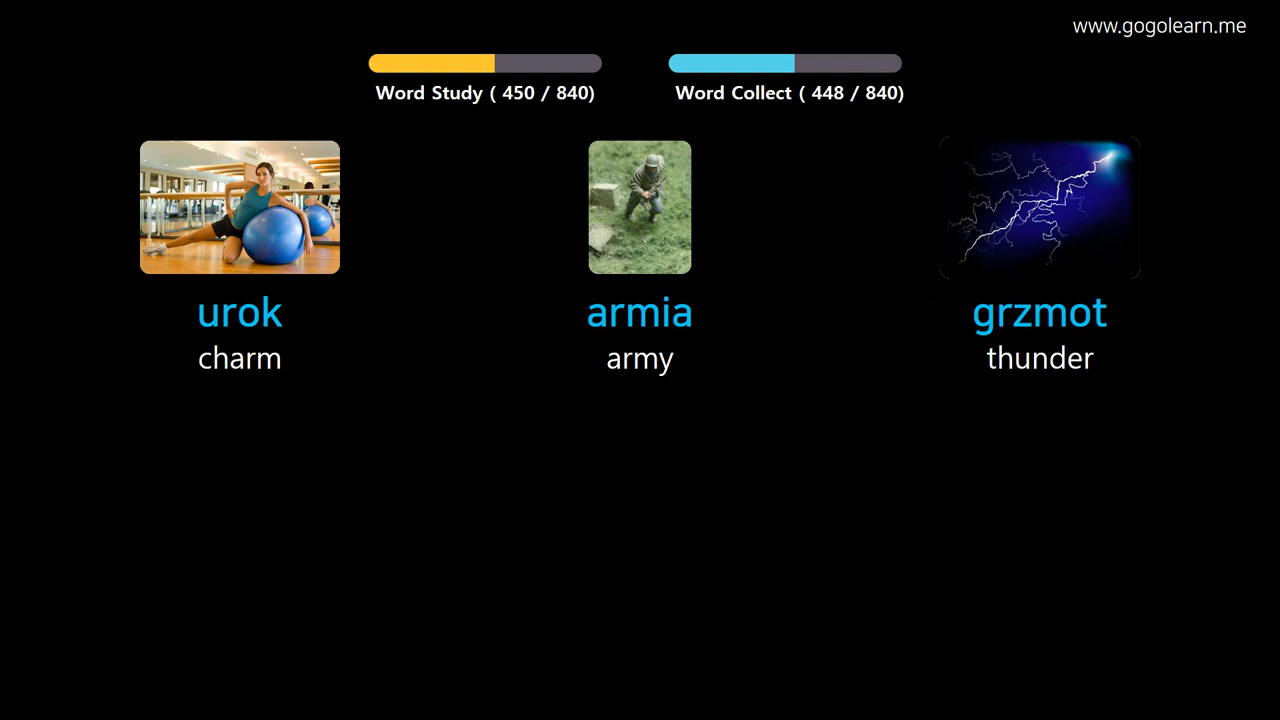 www.gogolearn.me
Word Study ( 450 / 840)
Word Collect ( 448 / 840)
urok
armia
grzmot
charm
army
thunder